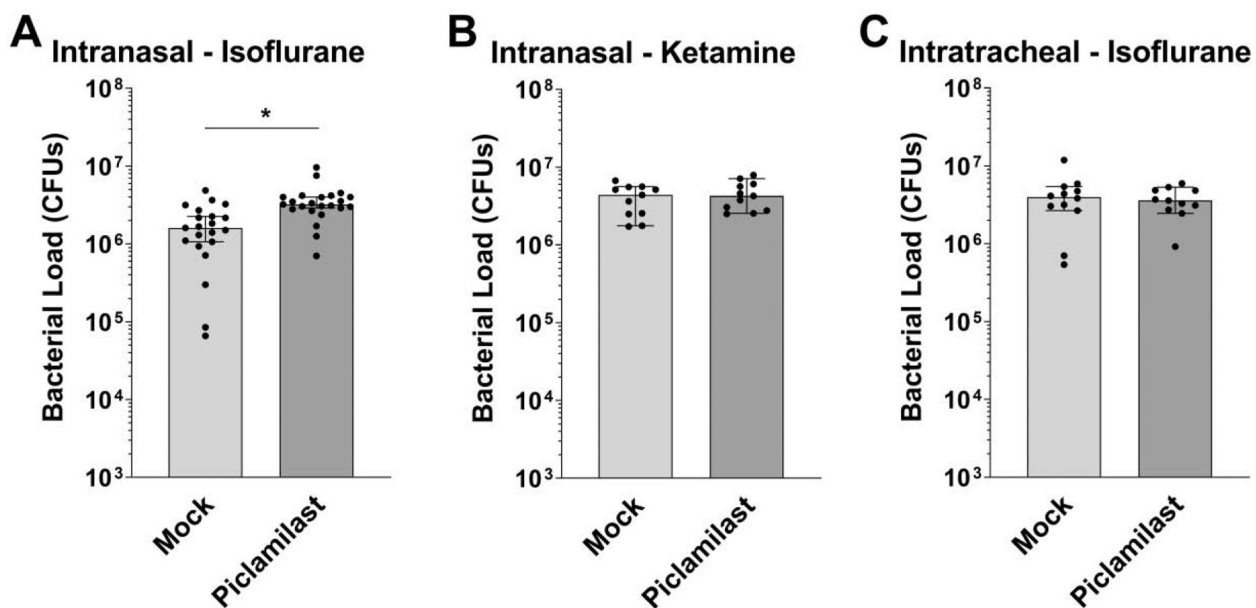 A
Intranasal - Isoflurane
Bacterial Load (CFUs)
10⁸
10⁷
10⁶
10⁵
10⁴
10³
*
Mock
Piclamilast
B
Intranasal - Ketamine
Bacterial Load (CFUs)
10⁸
10⁷
10⁶
10⁵
10⁴
10³
Mock
Piclamilast
C
Intratracheal - Isoflurane
Bacterial Load (CFUs)
10⁸
10⁷
10⁶
10⁵
10⁴
10³
Mock
Piclamilast